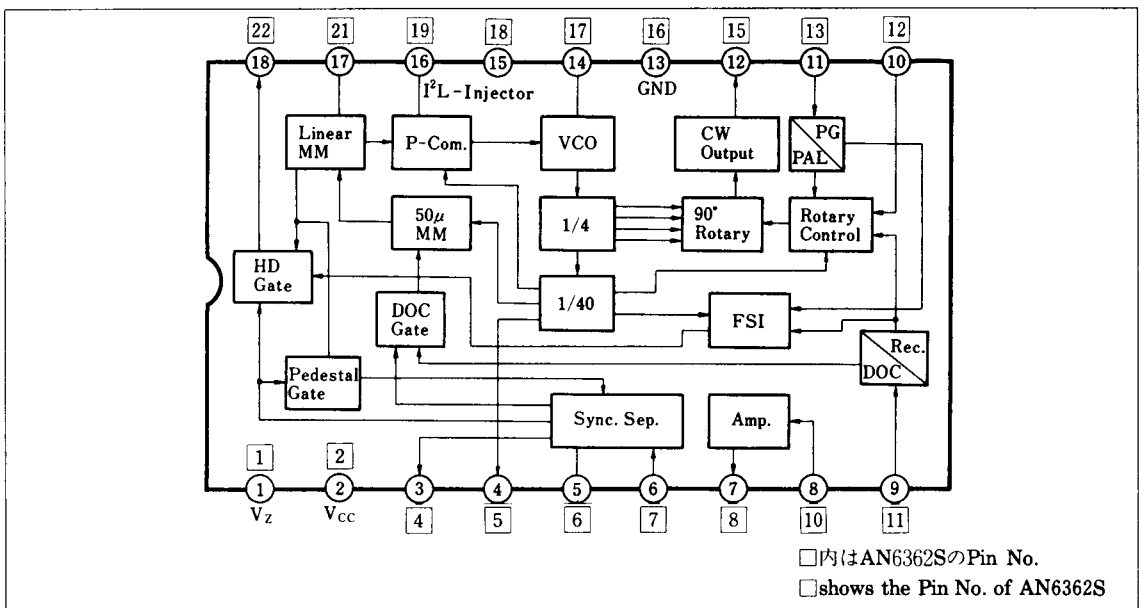 22 21 19 18 17 16 15 13 12
18 17 16 15 14 13 12 11 10
I²L-Injector GND
Linear
MM
P-Com.
VCO
CW
Output
PG
PAL
50μ
MM
1/4
90°
Rotary
Rotary
Control
HD
Gate
DOC
Gate
1/40
FSI
Rec.
DOC
Pedestal
Gate
Sync. Sep.
Amp.
1 2
1 2 3 4 5 6 7 8 9
V_Z V_CC 4 5 6 7 8 10 11
□内はAN6362SのPin No.
□shows the Pin No. of AN6362S